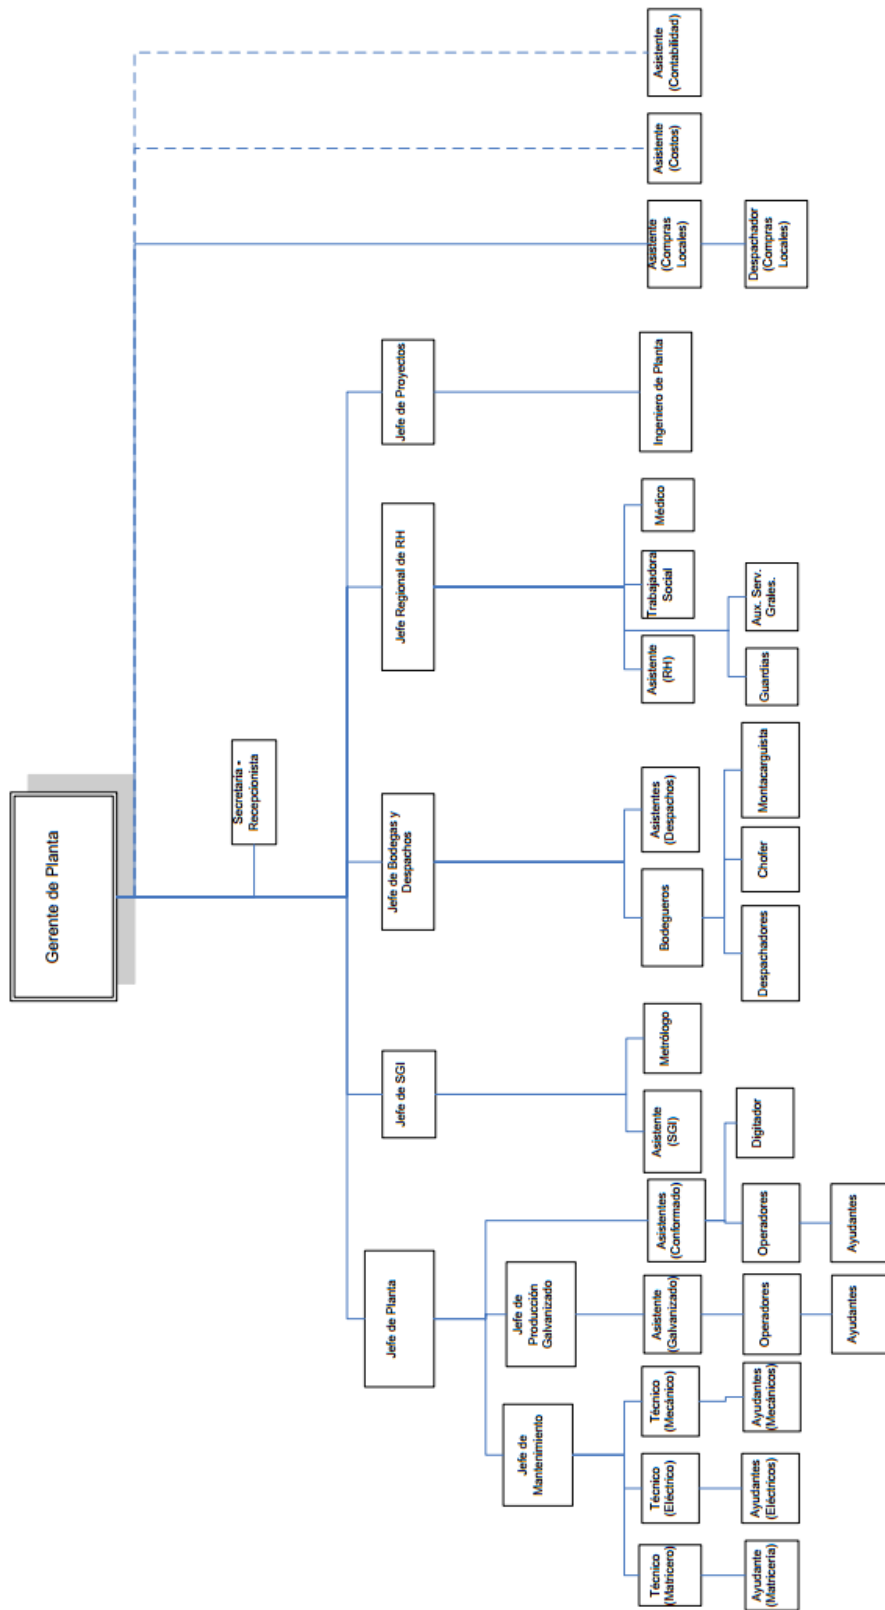 Gerente de Planta
Secretaria -
Recepcionista
Jefe de Planta
Jefe de SGI
Jefe de Bodegas y
Despachos
Jefe Regional de RH
Jefe de Proyectos
Jefe de
Mantenimiento
Jefe de
Producción
Galvanizado
Técnico
(Matricero)
Técnico
(Eléctrico)
Técnico
(Mecánico)
Asistente
(Galvanizado)
Asistentes
(Conformado)
Asistente
(SGI)
Metrólogo
Bodegueros
Asistentes
(Despachos)
Asistente
(RH)
Trabajadora
Social
Médico
Ingeniero de Planta
Asistente
(Compras
Locales)
Asistente
(Costos)
Asistente
(Contabilidad)
Ayudante
(Matricería)
Ayudantes
(Eléctricos)
Ayudantes
(Mecánicos)
Operadores
Operadores
Digitador
Despachadores
Chofer
Montacarguista
Guardias
Aux. Serv.
Grales.
Despachador
(Compras
Locales)
Ayudantes
Ayudantes